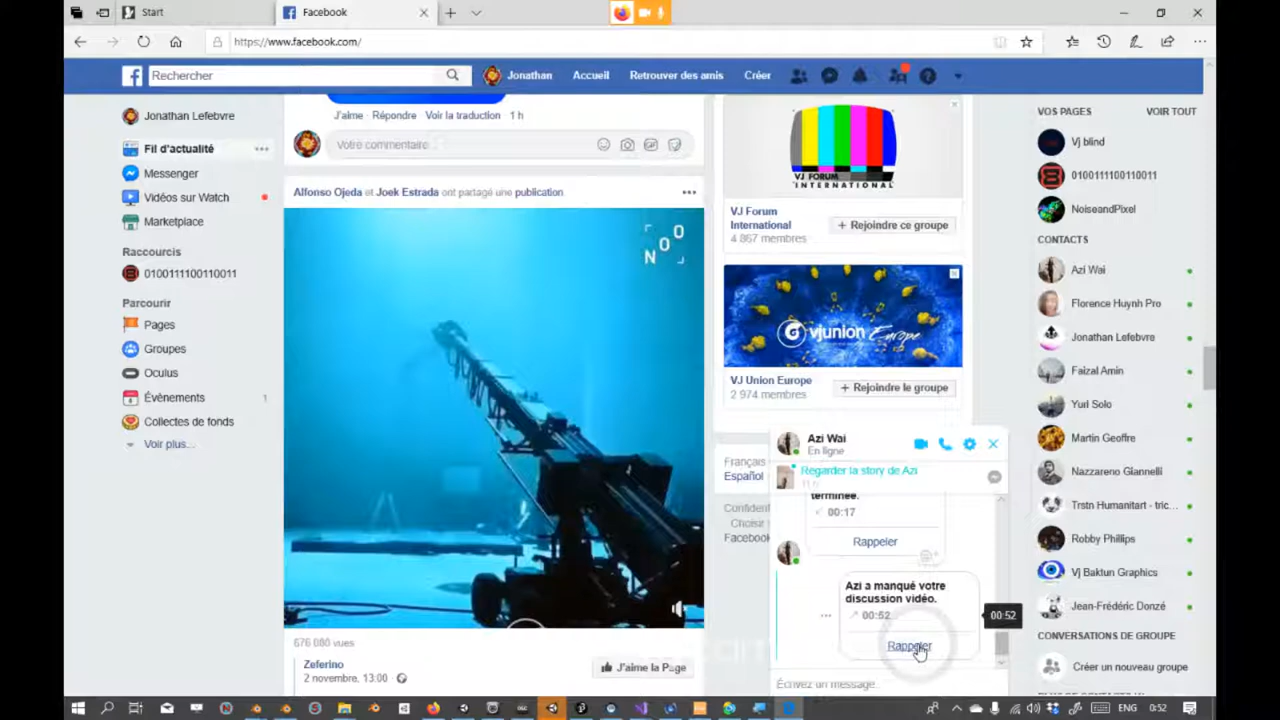 Start
Facebook
https://www.facebook.com/
Rechercher
Jonathan
Accueil
Retrouver des amis
Créer
Jonathan Lefebvre
Fil d'actualité
Messenger
Vidéos sur Watch
Marketplace
Raccourcis
0100111100110011
Parcourir
Pages
Groupes
Oculus
Évènements
1
Collectes de fonds
Voir plus...
J'aime Répondre Voir la traduction 1 h
Votre commentaire...
Alfonso Ojeda et Joek Estrada ont partagé une publication
NOOO
676 080 vues
Zeferino
2 novembre, 13:00
J'aime la Page
VJ FORUM
INTERNATIONAL
VJ Forum
International
4 867 membres
+ Rejoindre ce groupe
vjunion Europe
VJ Union Europe
2 974 membres
+ Rejoindre le groupe
Français
Español
Facebook
Azi Wai
En ligne
Regarder la story de Azi
11 h
terminée.
00:17
Rappeler
Azi a manqué votre
discussion vidéo.
00:52
Rappeler
00:52
Écrivez un message...
VOS PAGES VOIR TOUT
Vj blind
0100111100110011
NoiseandPixel
CONTACTS
Azi Wai
Florence Huynh Pro
Jonathan Lefebvre
Faizal Amin
Yuri Solo
Martin Geoffre
Nazzareno Giannelli
Trstn Humanitart - tric...
Robby Phillips
Vj Baktun Graphics
Jean-Frédéric Donzé
CONVERSATIONS DE GROUPE
Créer un nouveau groupe
ENG
0:52